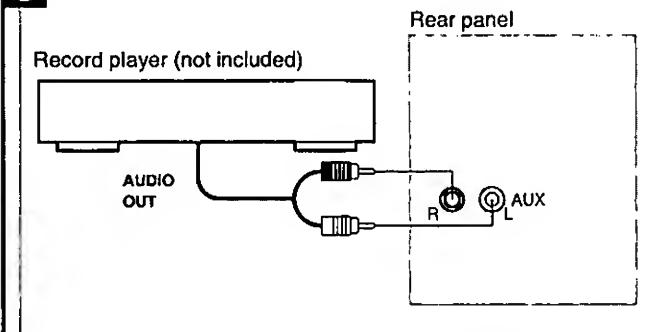 Rear panel
Record player (not included)
AUDIO
OUT
R
L
AUX